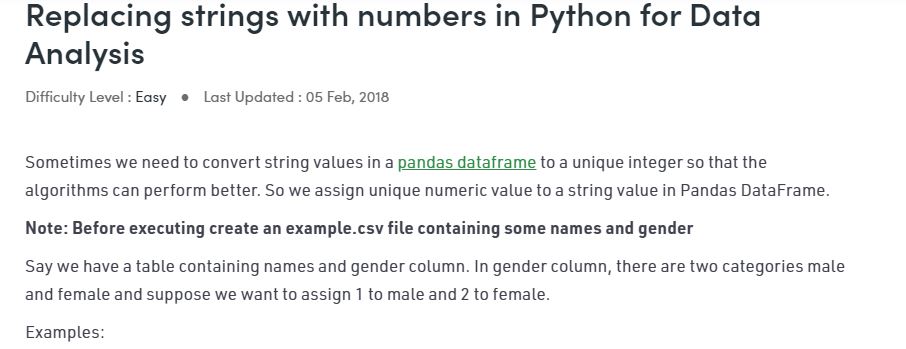 Replacing strings with numbers in Python for Data
Analysis
Difficulty Level : Easy ● Last Updated : 05 Feb, 2018
Sometimes we need to convert string values in a pandas dataframe to a unique integer so that the
algorithms can perform better. So we assign unique numeric value to a string value in Pandas DataFrame.
Note: Before executing create an example.csv file containing some names and gender
Say we have a table containing names and gender column. In gender column, there are two categories male
and female and suppose we want to assign 1 to male and 2 to female.
Examples: